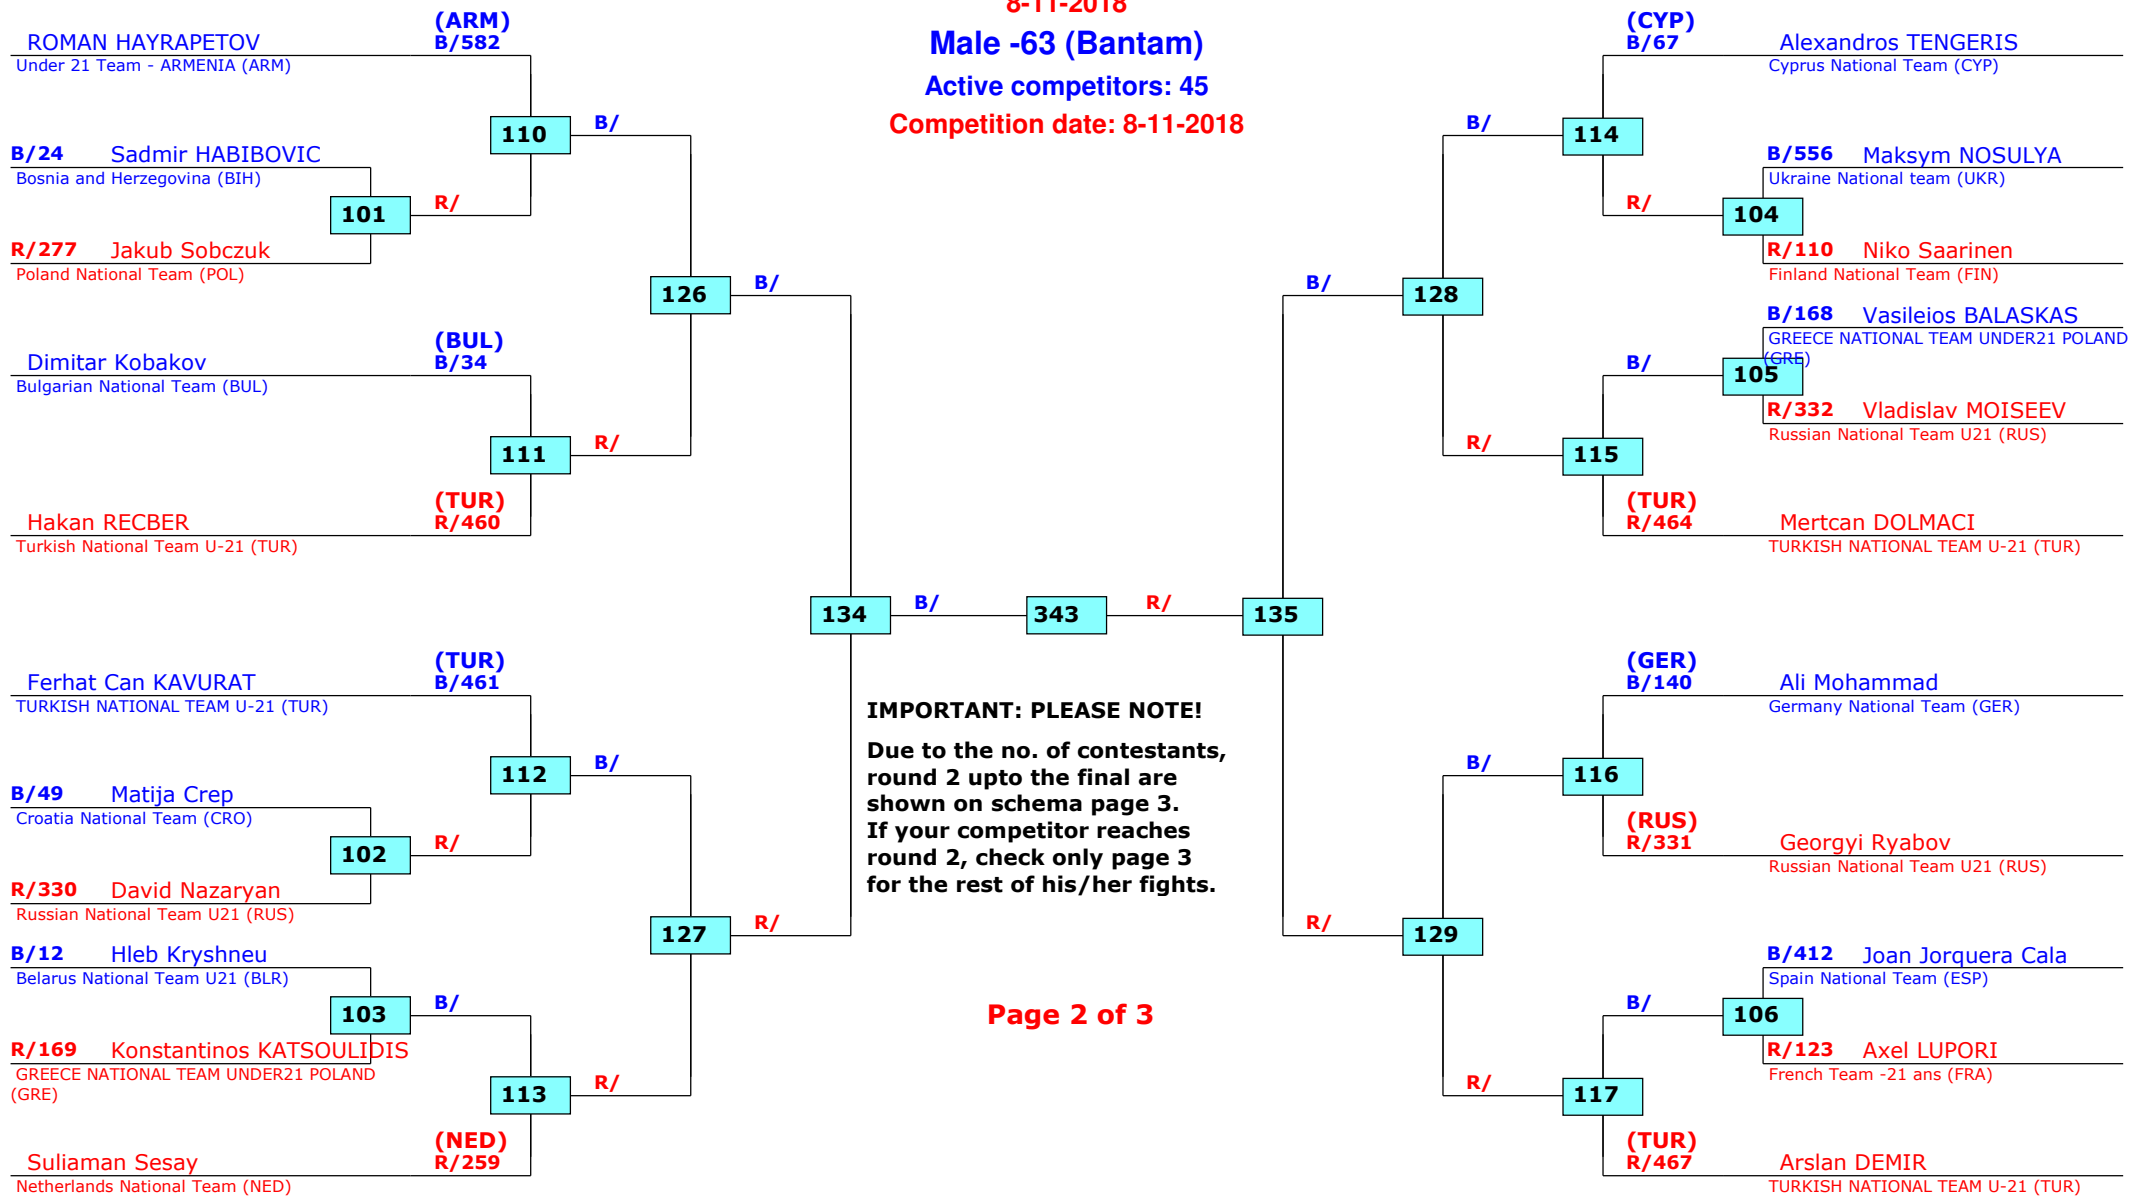 8-11-2018
Male -63 (Bantam)
Active competitors: 45
Competition date: 8-11-2018
(ARM)
ROMAN HAYRAPETOV B/582
Under 21 Team - ARMENIA (ARM)
110 B/
B/24 Sadmir HABIBOVIC
Bosnia and Herzegovina (BIH)
101 R/
R/277 Jakub Sobczuk
Poland National Team (POL)
126 B/
(BUL)
Dimitar Kobakov B/34
Bulgarian National Team (BUL)
111 R/
(TUR)
Hakan RECBER R/460
Turkish National Team U-21 (TUR)
134 B/ 343 R/ 135
(TUR)
Ferhat Can KAVURAT B/461
TURKISH NATIONAL TEAM U-21 (TUR)
112 B/
B/49 Matija Crep
Croatia National Team (CRO)
102 R/
R/330 David Nazaryan
Russian National Team U21 (RUS)
127 R/
B/12 Hleb Kryshneu
Belarus National Team U21 (BLR)
103 B/
R/169 Konstantinos KATSOULIDIS
GREECE NATIONAL TEAM UNDER21 POLAND
(GRE)
113 R/
(NED)
Suliaman Sesay R/259
Netherlands National Team (NED)
IMPORTANT: PLEASE NOTE!
Due to the no. of contestants,
round 2 upto the final are
shown on schema page 3.
If your competitor reaches
round 2, check only page 3
for the rest of his/her fights.
Page 2 of 3
(CYP)
B/67 Alexandros TENGERIS
Cyprus National Team (CYP)
B/ 114
B/556 Maksym NOSULYA
Ukraine National team (UKR)
R/ 104
R/110 Niko Saarinen
Finland National Team (FIN)
B/ 128
B/168 Vasileios BALASKAS
GREECE NATIONAL TEAM UNDER21 POLAND
(GRE)
B/ 105
R/332 Vladislav MOISEEV
Russian National Team U21 (RUS)
R/ 115
(TUR)
R/464 Mertcan DOLMACI
TURKISH NATIONAL TEAM U-21 (TUR)
(GER)
B/140 Ali Mohammad
Germany National Team (GER)
B/ 116
(RUS)
R/331 Georgyi Ryabov
Russian National Team U21 (RUS)
R/ 129
B/412 Joan Jorquera Cala
Spain National Team (ESP)
B/ 106
R/123 Axel LUPORI
French Team -21 ans (FRA)
R/ 117
(TUR)
R/467 Arslan DEMIR
TURKISH NATIONAL TEAM U-21 (TUR)